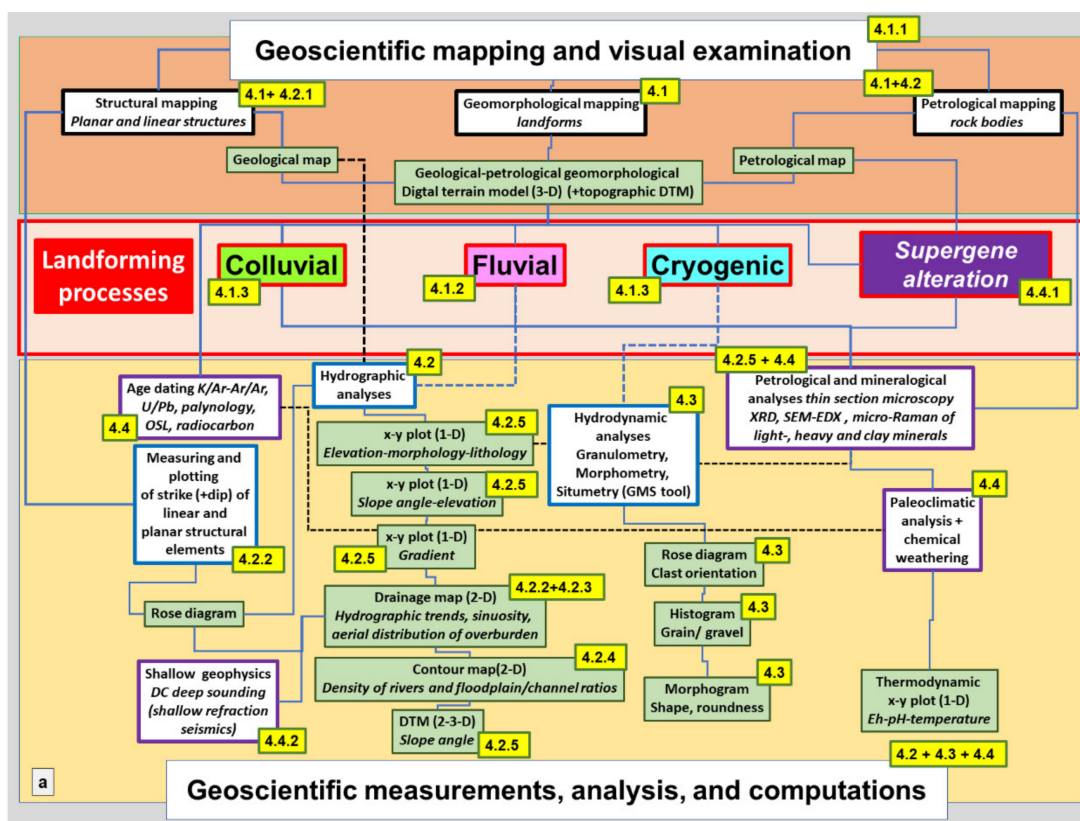 4.1.1
Geoscientific mapping and visual examination
4.1+ 4.2.1
Structural mapping
Planar and linear structures
4.1
Geomorphological mapping
landforms
4.1+4.2
Petrological mapping
rock bodies
Geological map
Geological-petrological geomorphological
Digtal terrain model (3-D) (+topographic DTM)
Petrological map
Landforming
processes
Colluvial
4.1.3
Fluvial
4.1.2
Cryogenic
4.1.3
Supergene
alteration
4.4.1
Age dating K/Ar-Ar/Ar,
U/Pb, palynology,
OSL, radiocarbon
4.4
Hydrographic
analyses
4.2
4.2.5 + 4.4
Petrological and mineralogical
analyses thin section microscopy
XRD, SEM-EDX , micro-Raman of
light-, heavy and clay minerals
4.3
Hydrodynamic
analyses
Granulometry,
Morphometry,
Situmetry (GMS tool)
x-y plot (1-D)
Elevation-morphology-lithology
4.2.5
x-y plot (1-D)
Slope angle-elevation
4.2.5
x-y plot (1-D)
Gradient
4.2.5
Measuring and
plotting
of strike (+dip) of
linear and
planar structural
elements
4.2.2
4.4
Paleoclimatic
analysis +
chemical
weathering
Rose diagram
Clast orientation
4.3
Drainage map (2-D)
Hydrographic trends, sinuosity,
aerial distribution of overburden
4.2.2+4.2.3
Rose diagram
Histogram
Grain/ gravel
4.3
Contour map(2-D)
Density of rivers and floodplain/channel ratios
4.2.4
Shallow geophysics
DC deep sounding
(shallow refraction
seismics)
4.4.2
Morphogram
Shape, roundness
4.3
Thermodynamic
x-y plot (1-D)
Eh-pH-temperature
DTM (2-3-D)
Slope angle
4.2.5
4.2 + 4.3 + 4.4
a
Geoscientific measurements, analysis, and computations